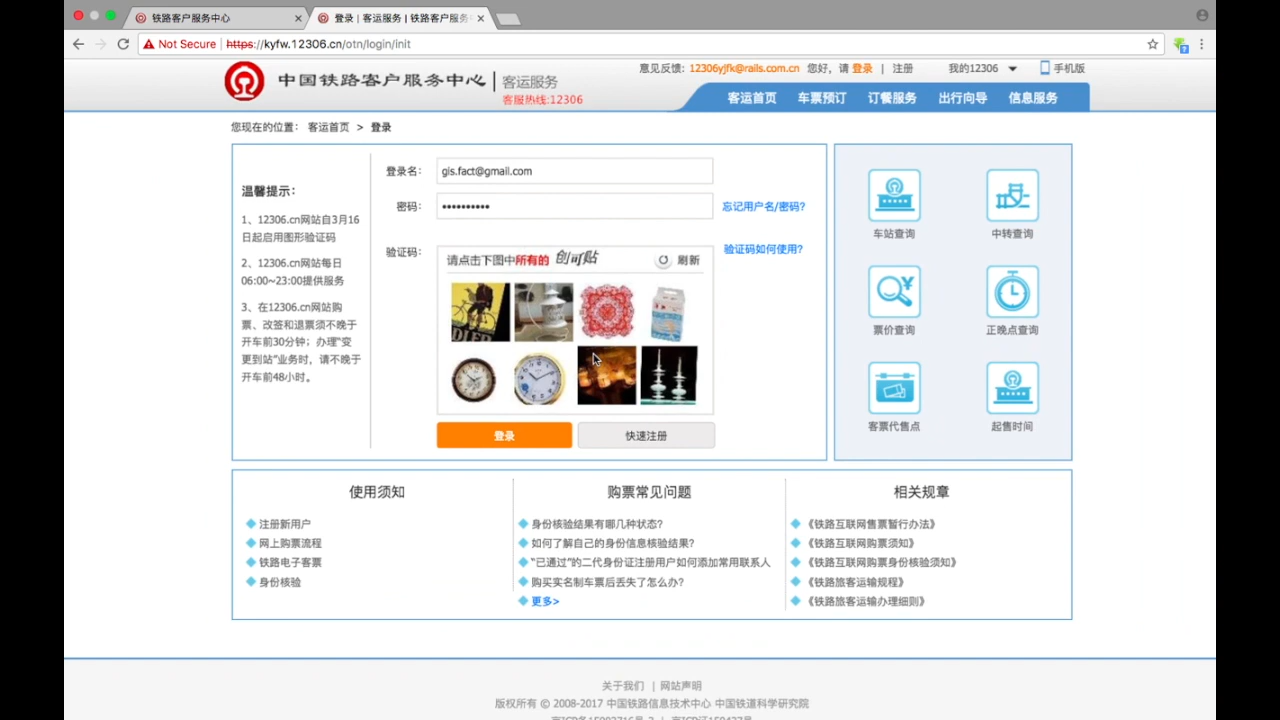 铁路客户服务中心
登录 | 客运服务 | 铁路客户服务
Not Secure | https://kyfw.12306.cn/otn/login/init
意见反馈: 12306yjfk@rails.com.cn 您好，请 登录 | 注册 我的12306 手机版
中国铁路客户服务中心 | 客运服务
客服热线:12306
客运首页 车票预订 订餐服务 出行向导 信息服务
您现在的位置： 客运首页 > 登录
温馨提示：
1、12306.cn网站自3月16
日起启用图形验证码
2、12306.cn网站每日
06:00~23:00提供服务
3、在12306.cn网站购
票、改签和退票须不晚于
开车前30分钟；办理“变
更到站”业务时，请不晚于
开车前48小时。
登录名： gis.fact@gmail.com
密码： ••••••••••
忘记用户名/密码?
验证码：
请点击下图中所有的 创可贴 刷新
验证码如何使用?
登录 快速注册
车站查询 中转查询
票价查询 正晚点查询
客票代售点 起售时间
使用须知
注册新用户
网上购票流程
铁路电子客票
身份核验
购票常见问题
身份核验结果有哪几种状态?
如何了解自己的身份信息核验结果?
“已通过”的二代身份证注册用户如何添加常用联系人
购买实名制车票后丢失了怎么办?
更多>
相关规章
《铁路互联网售票暂行办法》
《铁路互联网购票须知》
《铁路互联网购票身份核验须知》
《铁路旅客运输规程》
《铁路旅客运输办理细则》
关于我们 | 网站声明
版权所有 © 2008-2017 中国铁路信息技术中心 中国铁道科学研究院